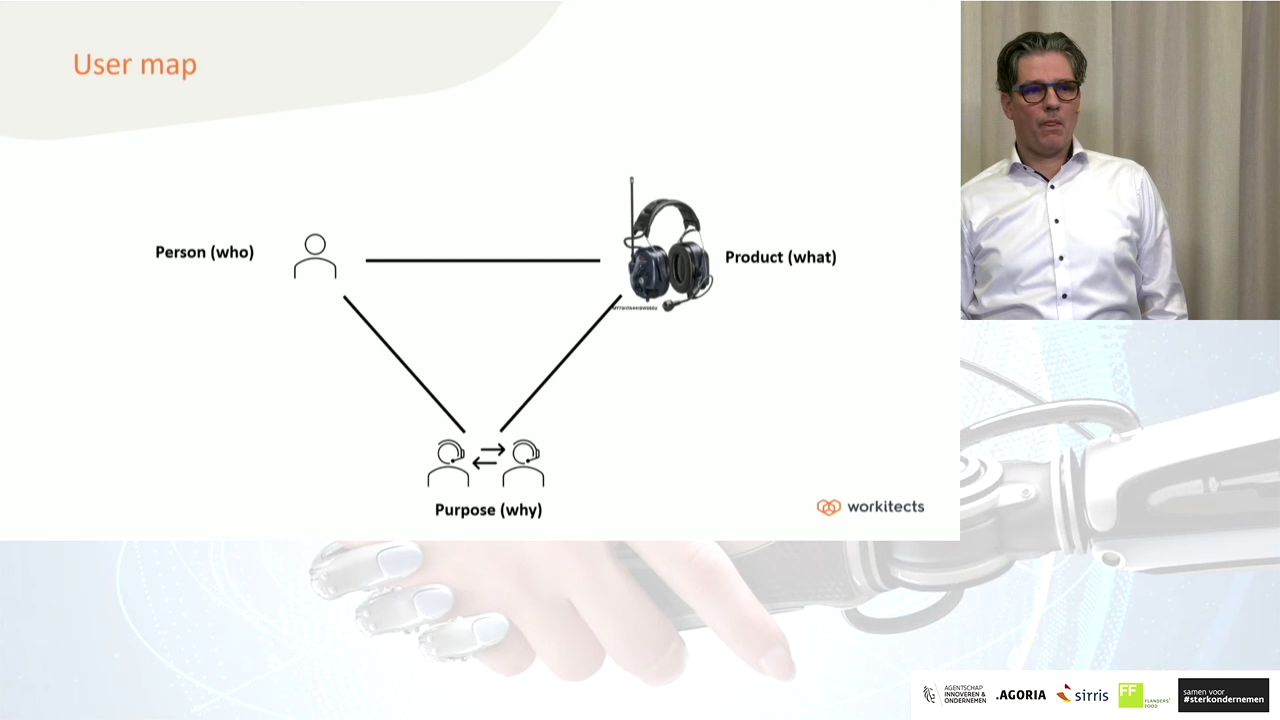 User map
Person (who)
Product (what)
Purpose (why)
workitects
AGENTSCHAP
INNOVEREN &
ONDERNEMEN
.AGORIA
sirris
FF
FLANDERS'
FOOD
samen voor
#sterkondernemen